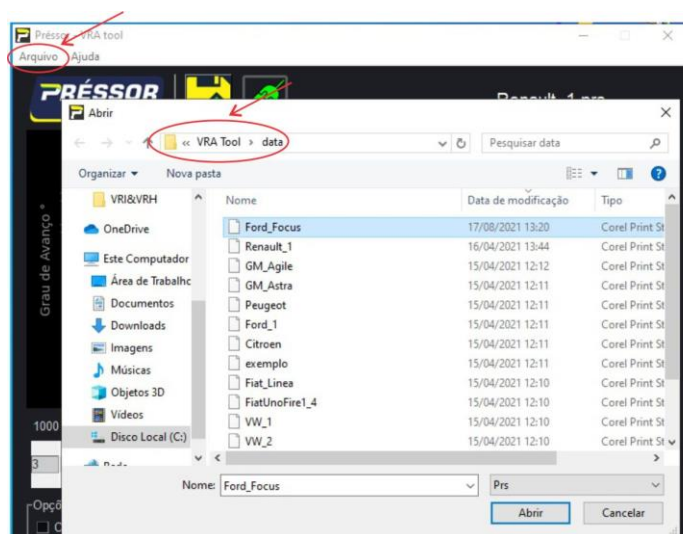 Préssor - VRA tool
Arquivo Ajuda
PRÉSSOR
Abrir
« VRA Tool > data
Pesquisar data
Organizar Nova pasta
VRI&VRH
OneDrive
Este Computador
Área de Trabalho
Documentos
Downloads
Imagens
Músicas
Objetos 3D
Vídeos
Disco Local (C:)
Nome Data de modificação Tipo
Ford_Focus 17/08/2021 13:20 Corel Print St
Renault_1 16/04/2021 13:44 Corel Print St
GM_Agile 15/04/2021 12:12 Corel Print St
GM_Astra 15/04/2021 12:11 Corel Print St
Peugeot 15/04/2021 12:11 Corel Print St
Ford_1 15/04/2021 12:11 Corel Print St
Citroen 15/04/2021 12:11 Corel Print St
exemplo 15/04/2021 12:11 Corel Print St
Fiat_Linea 15/04/2021 12:10 Corel Print St
FiatUnoFire1_4 15/04/2021 12:10 Corel Print St
VW_1 15/04/2021 12:10 Corel Print St
VW_2 15/04/2021 12:10 Corel Print St
Nome: Ford_Focus Prs
Abrir Cancelar
Grau de Avanço °
1000
3
Opçõ